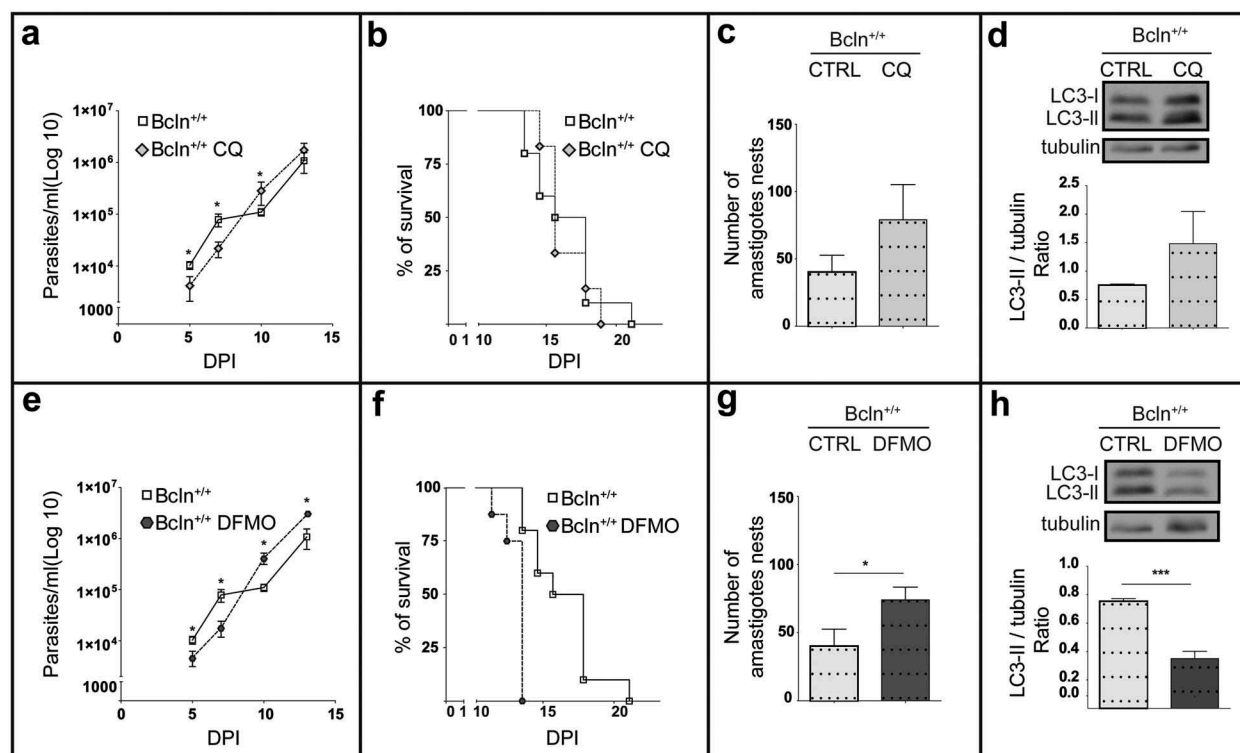 a
Parasites/ml(Log 10)
1×10⁷
1×10⁶
1×10⁵
1×10⁴
1000
0 5 10 15
DPI
Bcln⁺/⁺
Bcln⁺/⁺ CQ
*
*
*
b
% of survival
100
75
50
25
0 1 10 15 20
DPI
Bcln⁺/⁺
Bcln⁺/⁺ CQ
c
Bcln⁺/⁺
CTRL CQ
Number of
amastigotes nests
150
100
50
0
d
Bcln⁺/⁺
CTRL CQ
LC3-I
LC3-II
tubulin
LC3-II / tubulin
Ratio
2.5
2.0
1.5
1.0
0.5
0.0
e
Parasites/ml(Log 10)
1×10⁷
1×10⁶
1×10⁵
1×10⁴
1000
0 5 10 15
DPI
Bcln⁺/⁺
Bcln⁺/⁺ DFMO
*
*
*
*
f
% of survival
100
75
50
25
0 1 10 15 20
DPI
Bcln⁺/⁺
Bcln⁺/⁺ DFMO
g
Bcln⁺/⁺
CTRL DFMO
Number of
amastigotes nests
150
100
50
0
*
h
Bcln⁺/⁺
CTRL DFMO
LC3-I
LC3-II
tubulin
LC3-II / tubulin
Ratio
1.0
0.8
0.6
0.4
0.2
0.0
***